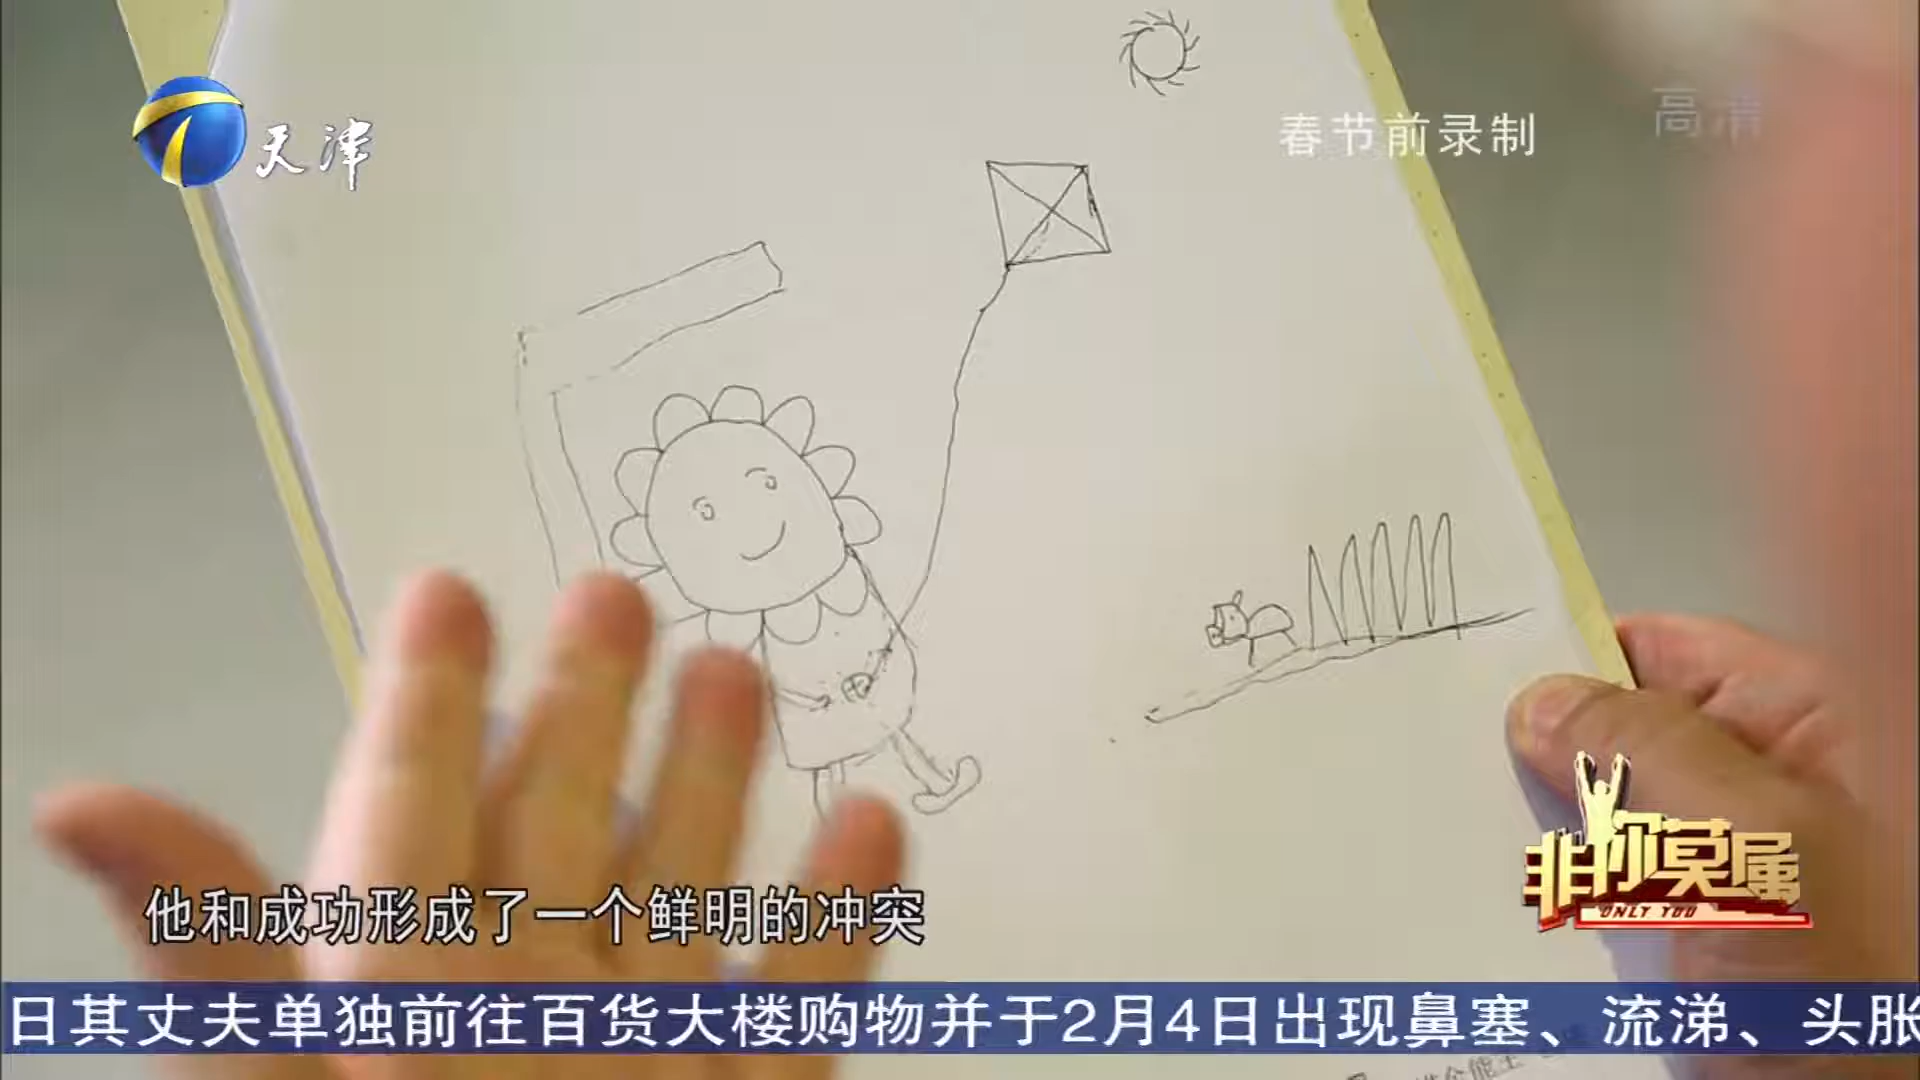 天津
春节前录制
高清
非你莫属
ONLY YOU
他和成功形成了一个鲜明的冲突
日其丈夫单独前往百货大楼购物并于2月4日出现鼻塞、流涕、头胀